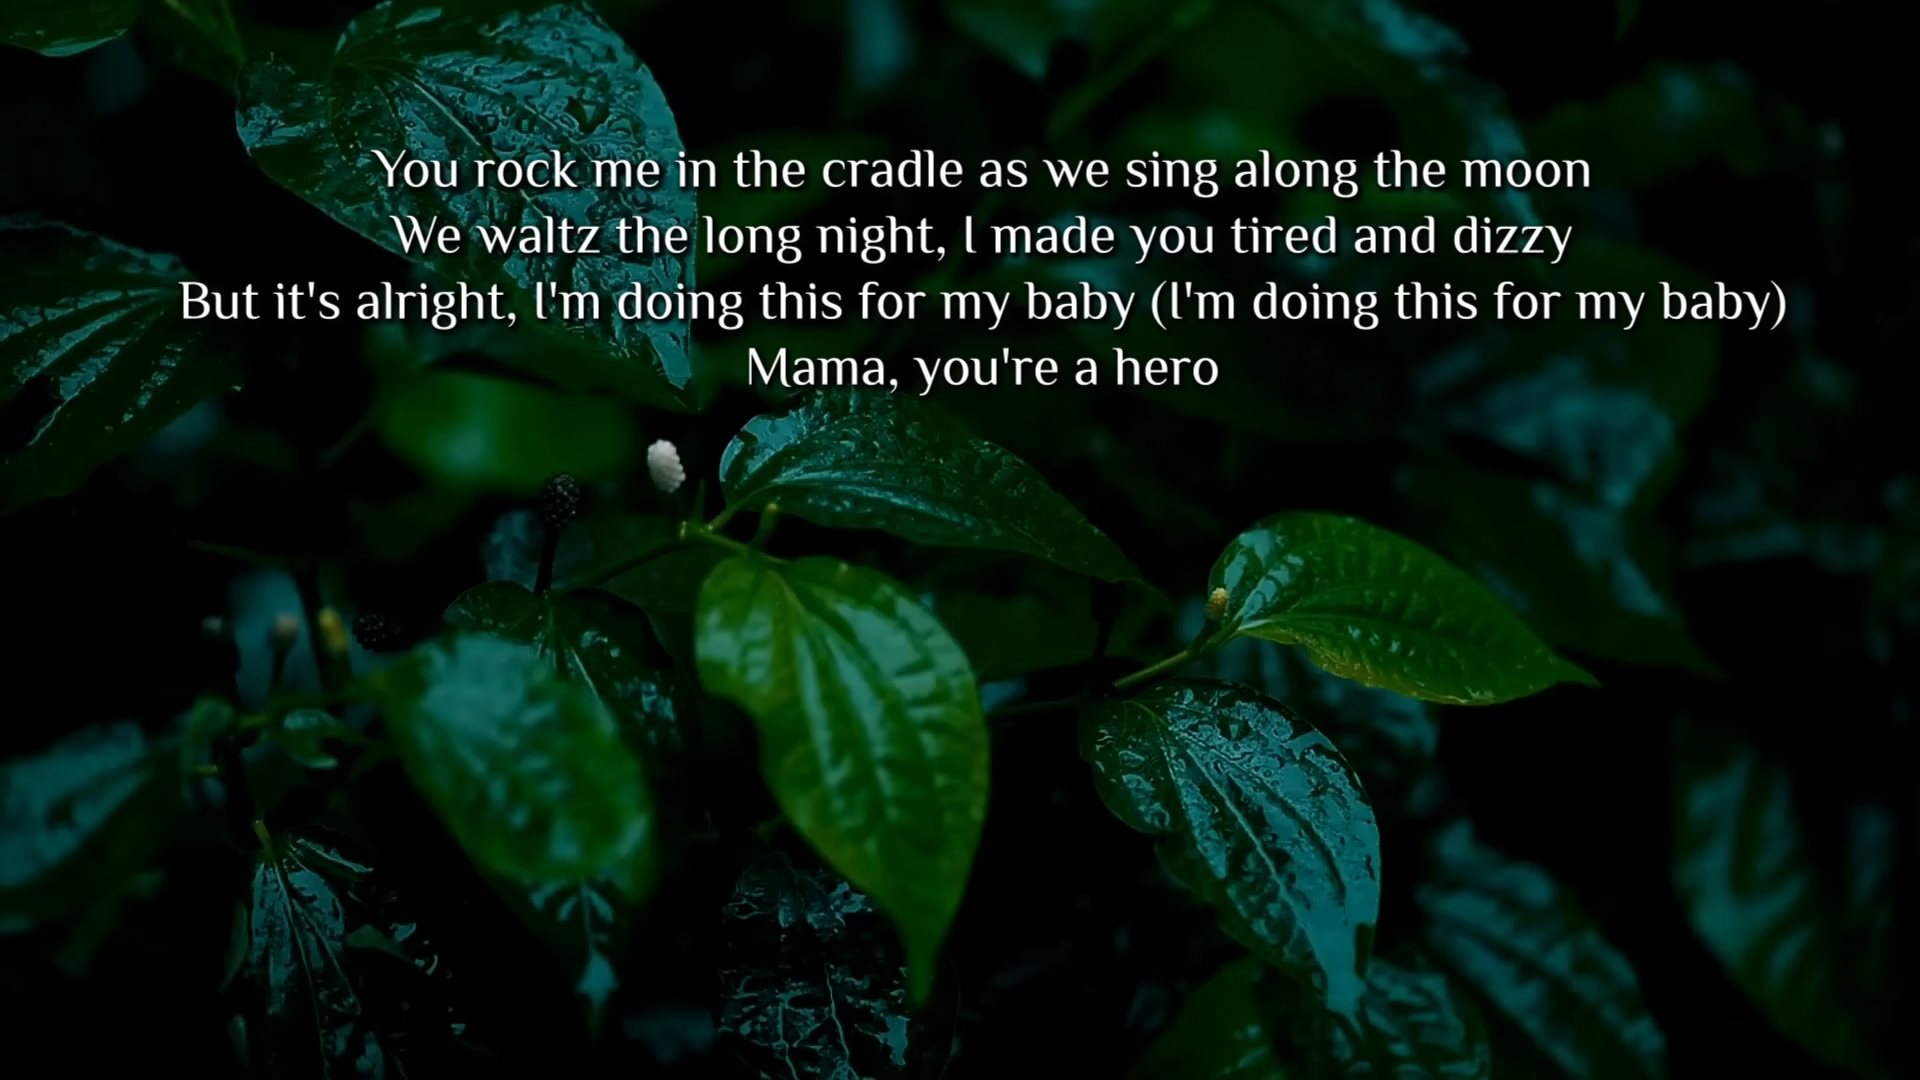 You rock me in the cradle as we sing along the moon
We waltz the long night, I made you tired and dizzy
But it's alright, I'm doing this for my baby (I'm doing this for my baby)
Mama, you're a hero